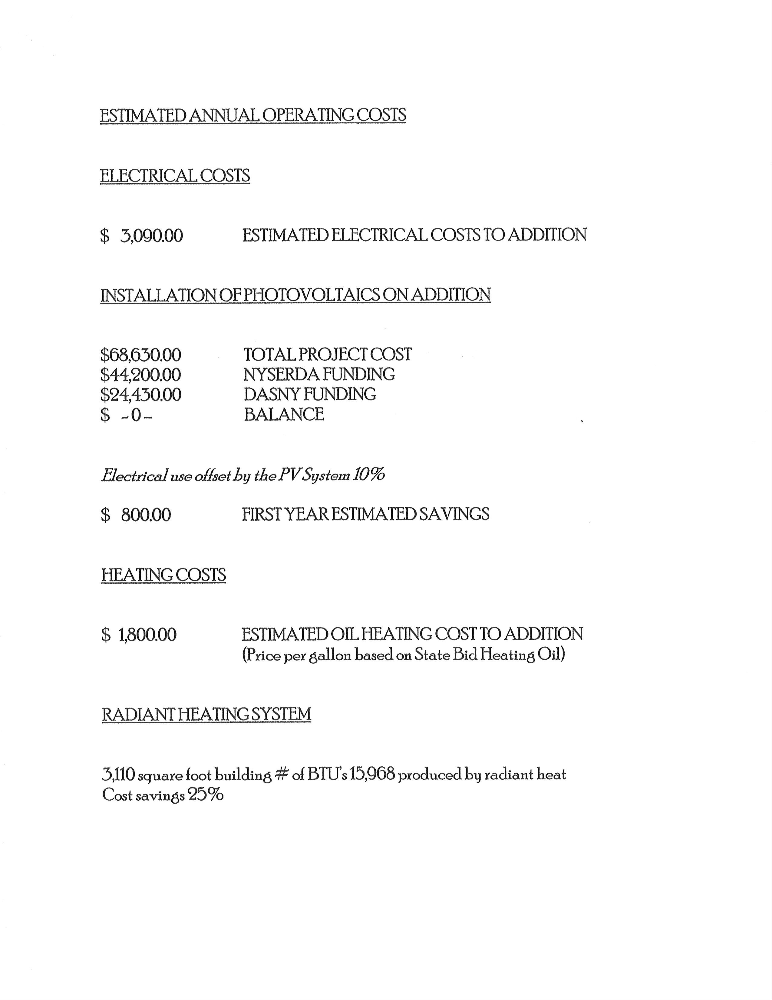 ESTIMATED ANNUAL OPERATING COSTS
ELECTRICAL COSTS
$ 3,090.00 ESTIMATED ELECTRICAL COSTS TO ADDITION
INSTALLATION OF PHOTOVOLTAICS ON ADDITION
$68,630.00 TOTAL PROJECT COST
$44,200.00 NYSERDA FUNDING
$24,430.00 DASNY FUNDING
$ -0- BALANCE
Electrical use offset by the PV System 10%
$ 800.00 FIRST YEAR ESTIMATED SAVINGS
HEATING COSTS
$ 1,800.00 ESTIMATED OIL HEATING COST TO ADDITION
(Price per gallon based on State Bid Heating Oil)
RADIANT HEATING SYSTEM
3,110 square foot building # of BTU's 15,968 produced by radiant heat
Cost savings 25%